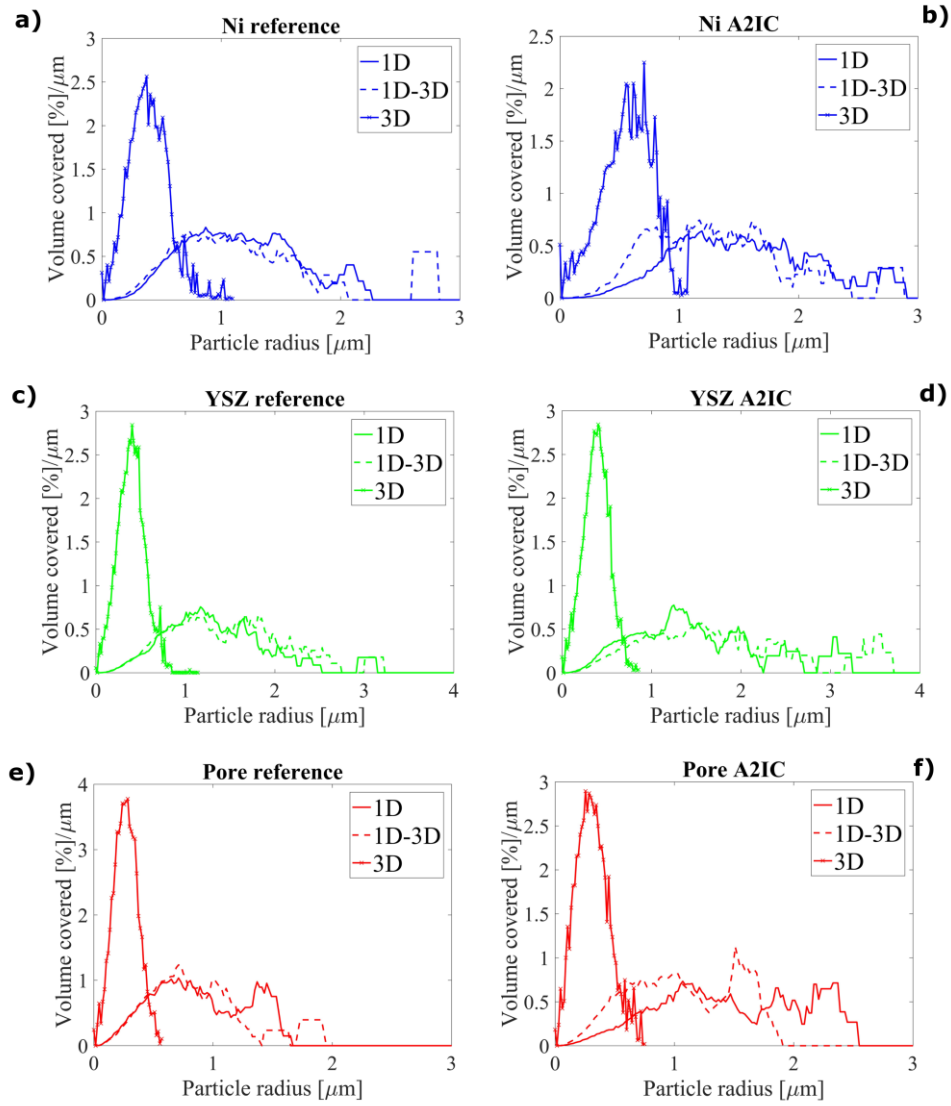 a)
Ni reference
Volume covered [%]/μm
3
2.5
2
1.5
1
0.5
0
0
1
2
3
Particle radius [μm]
1D
1D-3D
3D
b)
Ni A2IC
Volume covered [%]/μm
2.5
2
1.5
1
0.5
0
0
1
2
3
Particle radius [μm]
1D
1D-3D
3D
c)
YSZ reference
Volume covered [%]/μm
3
2.5
2
1.5
1
0.5
0
0
1
2
3
4
Particle radius [μm]
1D
1D-3D
3D
d)
YSZ A2IC
Volume covered [%]/μm
3
2.5
2
1.5
1
0.5
0
0
1
2
3
4
Particle radius [μm]
1D
1D-3D
3D
e)
Pore reference
Volume covered [%]/μm
4
3
2
1
0
0
1
2
3
Particle radius [μm]
1D
1D-3D
3D
f)
Pore A2IC
Volume covered [%]/μm
3
2.5
2
1.5
1
0.5
0
0
1
2
3
Particle radius [μm]
1D
1D-3D
3D